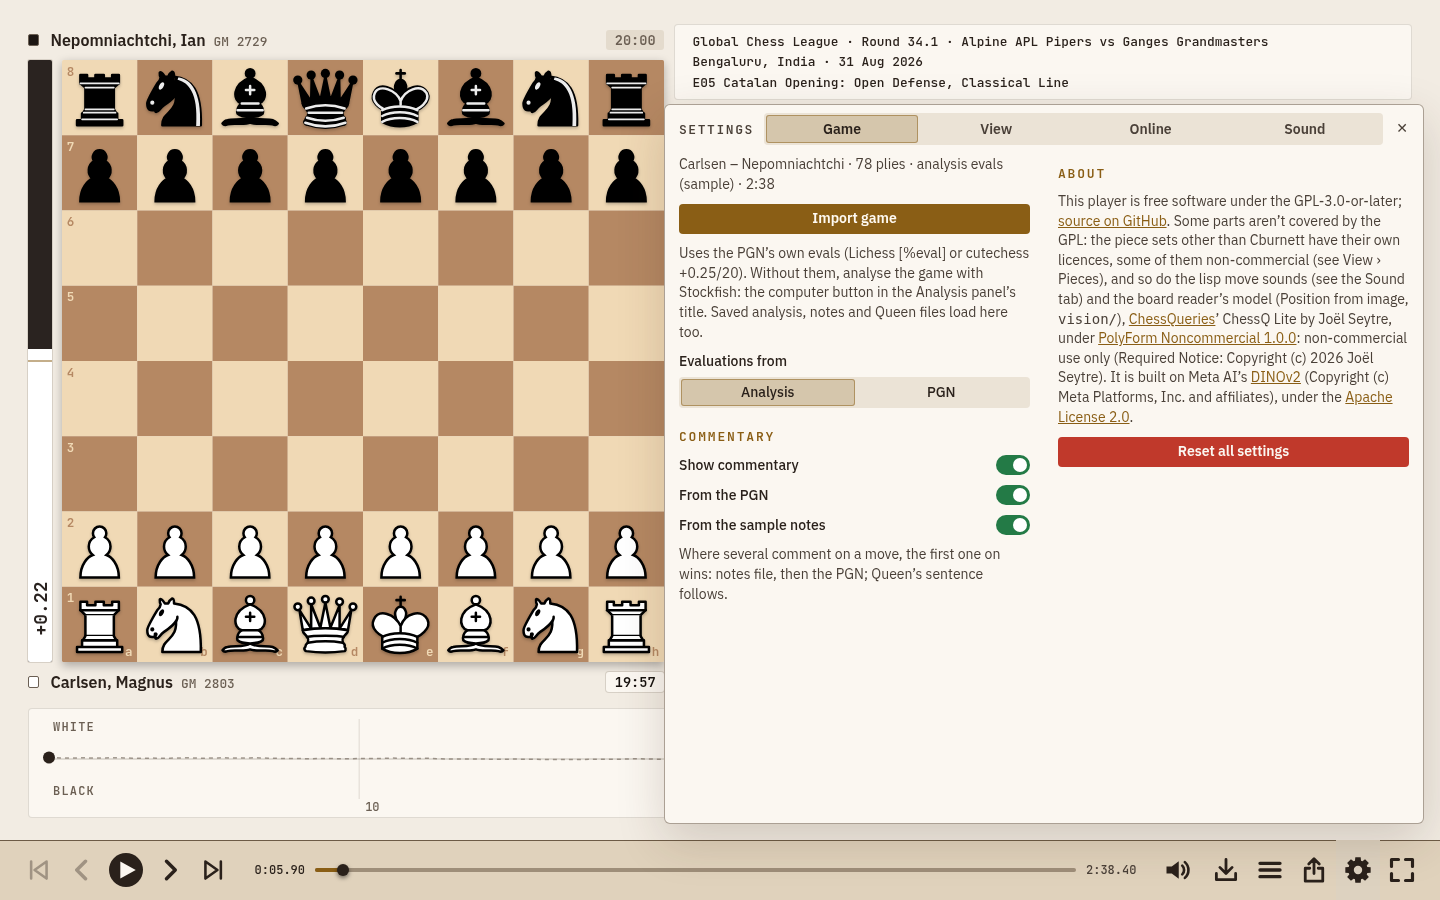 Nepomniachtchi, Ian GM 2729
20:00
Global Chess League · Round 34.1 · Alpine APL Pipers vs Ganges Grandmasters
Bengaluru, India · 31 Aug 2026
E05 Catalan Opening: Open Defense, Classical Line
8
7
6
5
4
3
2
1
a
b
c
d
e
f
g
h
+0.22
Carlsen, Magnus GM 2803
19:57
WHITE
BLACK
10
SETTINGS
Game
View
Online
Sound
×
Carlsen – Nepomniachtchi · 78 plies · analysis evals
(sample) · 2:38
Import game
Uses the PGN’s own evals (Lichess [%eval] or cutechess
+0.25/20). Without them, analyse the game with
Stockfish: the computer button in the Analysis panel’s
title. Saved analysis, notes and Queen files load here
too.
Evaluations from
Analysis
PGN
COMMENTARY
Show commentary
From the PGN
From the sample notes
Where several comment on a move, the first one on
wins: notes file, then the PGN; Queen’s sentence
follows.
ABOUT
This player is free software under the GPL-3.0-or-later;
source on GitHub. Some parts aren’t covered by the
GPL: the piece sets other than Cburnett have their own
licences, some of them non-commercial (see View ›
Pieces), and so do the lisp move sounds (see the Sound
tab) and the board reader’s model (Position from image,
vision/), ChessQueries’ ChessQ Lite by Joël Seytre,
under PolyForm Noncommercial 1.0.0: non-commercial
use only (Required Notice: Copyright (c) 2026 Joël
Seytre). It is built on Meta AI’s DINOv2 (Copyright (c)
Meta Platforms, Inc. and affiliates), under the Apache
License 2.0.
Reset all settings
0:05.90
2:38.40